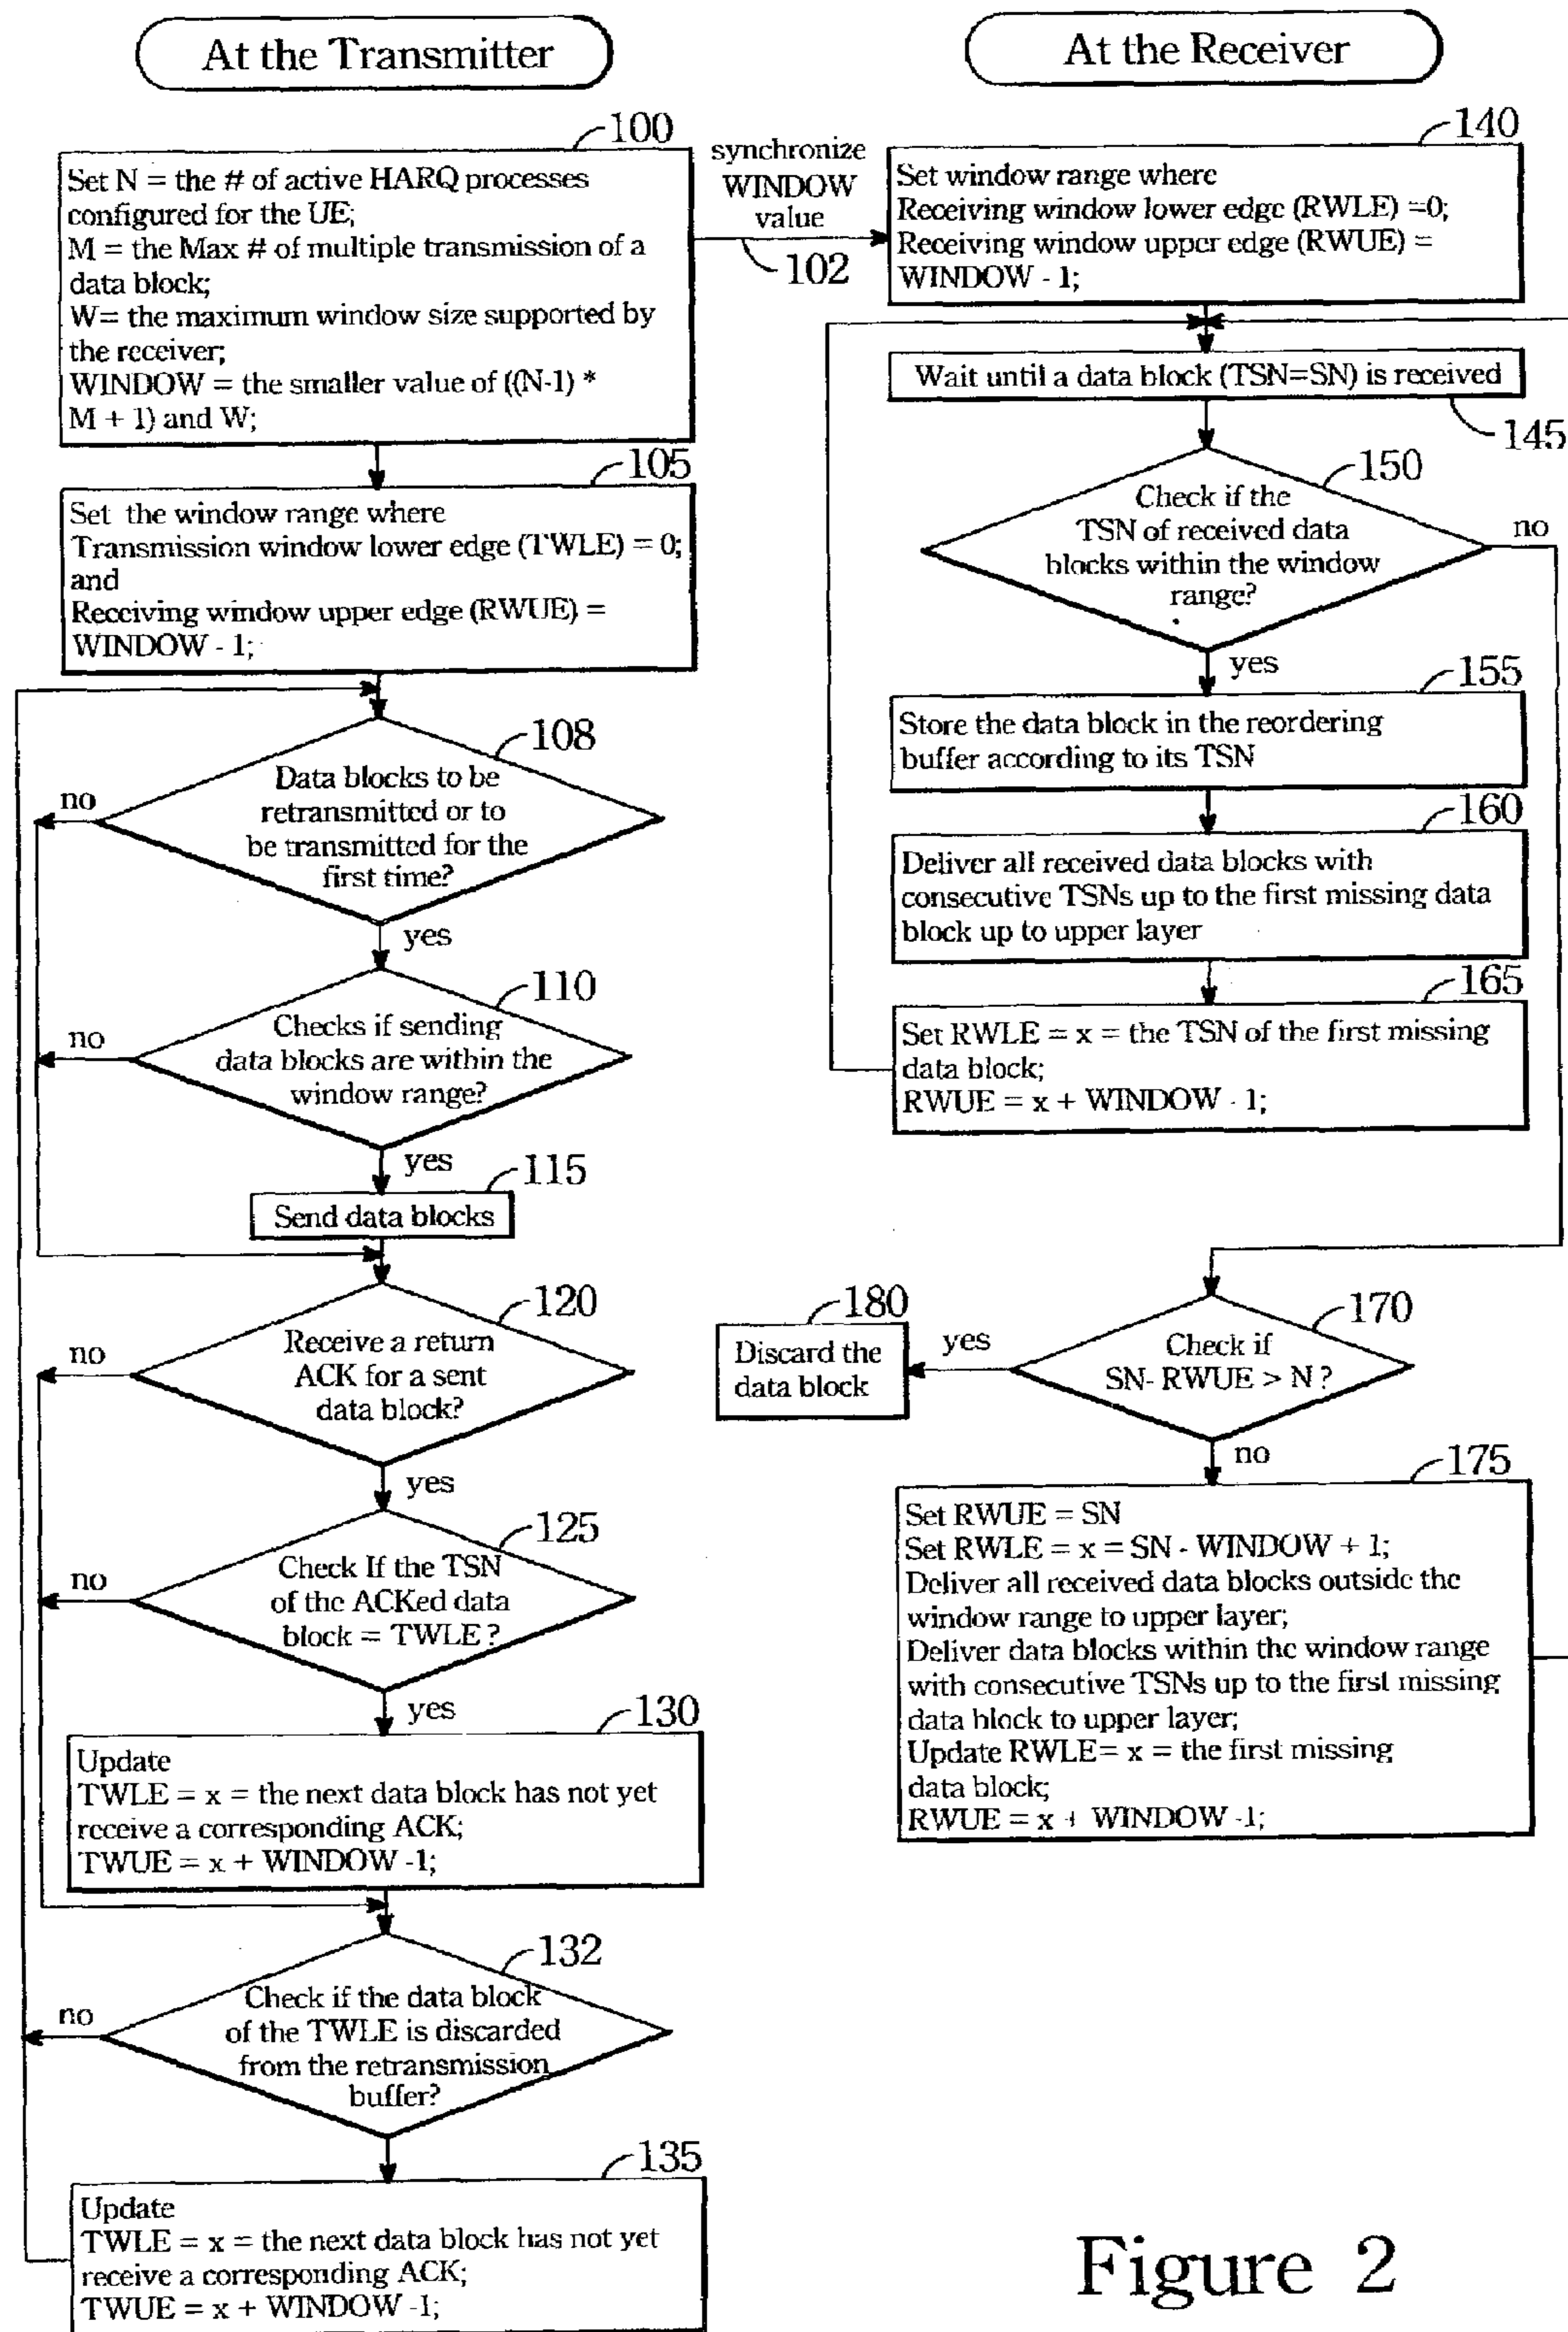 At the Transmitter
100
Set N = the # of active HARQ processes
configured for the UE;
M = the Max # of multiple transmission of a
data block;
W= the maximum window size supported by
the receiver;
WINDOW = the smaller value of ((N-1) *
M + 1) and W;
synchronize
WINDOW
value
102
105
Set the window range where
Transmission window lower edge (TWLE) = 0;
and
Receiving window upper edge (RWUE) =
WINDOW - 1;
108
Data blocks to be
retransmitted or to
be transmitted for the
first time?
no
yes
110
Checks if sending
data blocks are within the
window range?
no
yes
115
Send data blocks
120
Receive a return
ACK for a sent
data block?
no
yes
125
Check If the TSN
of the ACKed data
block = TWLE ?
no
yes
130
Update
TWLE = x = the next data block has not yet
receive a corresponding ACK;
TWUE = x + WINDOW -1;
132
Check if the data block
of the TWLE is discarded
from the retransmission
buffer?
no
135
Update
TWLE = x = the next data block has not yet
receive a corresponding ACK;
TWUE = x + WINDOW -1;
At the Receiver
140
Set window range where
Receiving window lower edge (RWLE) =0;
Receiving window upper edge (RWUE) =
WINDOW - 1;
Wait until a data block (TSN=SN) is received
145
150
Check if the
TSN of received data
blocks within the window
range?
no
yes
155
Store the data block in the reordering
buffer according to its TSN
160
Deliver all received data blocks with
consecutive TSNs up to the first missing data
block up to upper layer
165
Set RWLE = x = the TSN of the first missing
data block;
RWUE = x + WINDOW - 1;
170
Check if
SN- RWUE > N ?
yes
no
180
Discard the
data block
175
Set RWUE = SN
Set RWLE = x = SN - WINDOW + 1;
Deliver all received data blocks outside the
window range to upper layer;
Deliver data blocks within the window range
with consecutive TSNs up to the first missing
data block to upper layer;
Update RWLE= x = the first missing
data block;
RWUE = x + WINDOW -1;
Figure 2